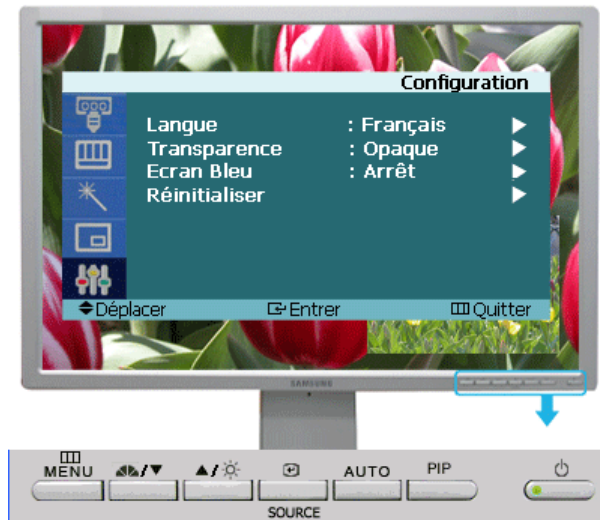 Configuration
Langue : Français
Transparence : Opaque
Ecran Bleu : Arrêt
Réinitialiser
Déplacer Entrer Quitter
SAMSUNG
MENU / / AUTO PIP
SOURCE